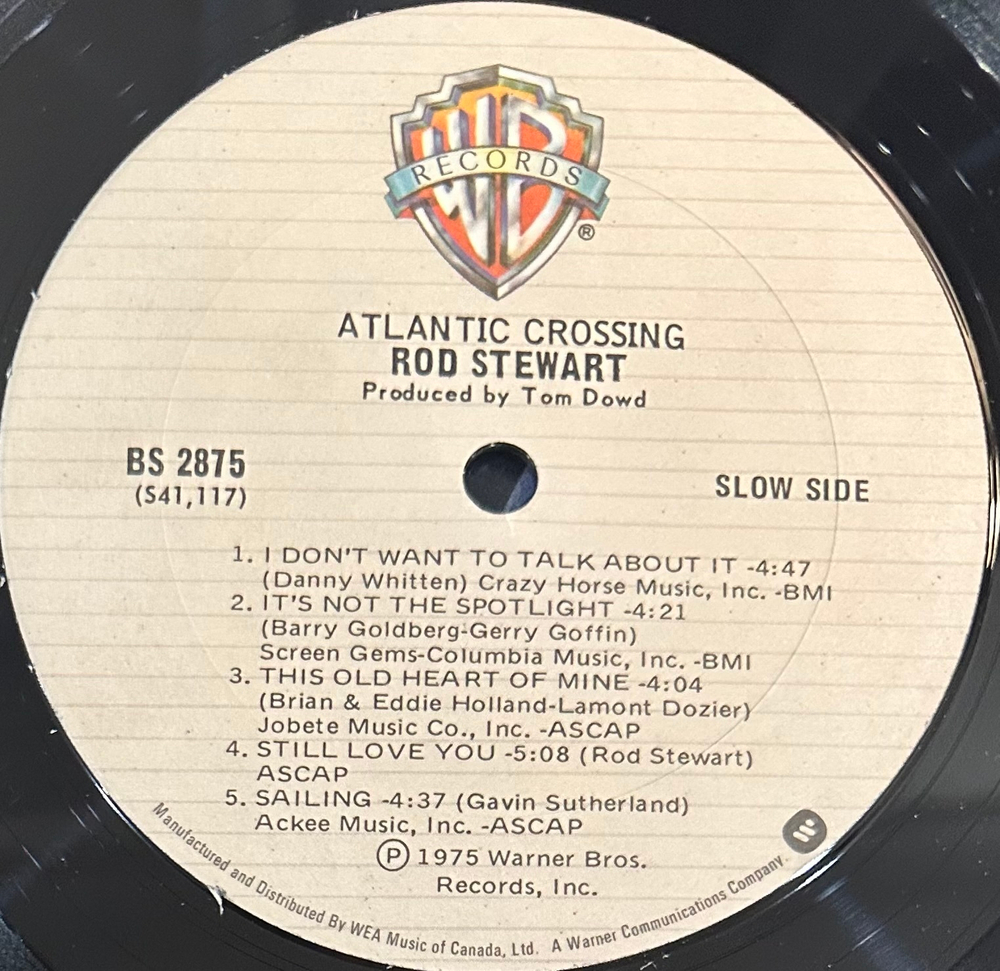 WB
RECORDS
®
ATLANTIC CROSSING
ROD STEWART
Produced by Tom Dowd
BS 2875
(S41,117)
SLOW SIDE
1. I DON'T WANT TO TALK ABOUT IT -4:47
(Danny Whitten) Crazy Horse Music, Inc. -BMI
2. IT'S NOT THE SPOTLIGHT -4:21
(Barry Goldberg-Gerry Goffin)
Screen Gems-Columbia Music, Inc. -BMI
3. THIS OLD HEART OF MINE -4:04
(Brian & Eddie Holland-Lamont Dozier)
Jobete Music Co., Inc. -ASCAP
4. STILL LOVE YOU -5:08 (Rod Stewart)
ASCAP
5. SAILING -4:37 (Gavin Sutherland)
Ackee Music, Inc. -ASCAP
Ⓟ 1975 Warner Bros.
Records, Inc.
Manufactured and Distributed By WEA Music of Canada, Ltd. A Warner Communications Company.